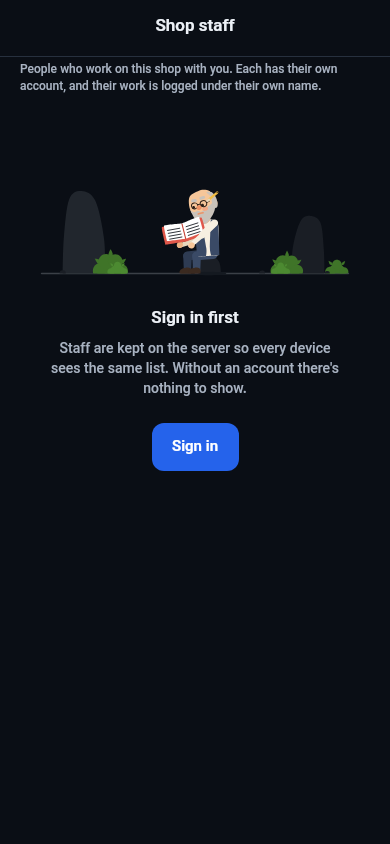 Shop staff
People who work on this shop with you. Each has their own
account, and their work is logged under their own name.
Sign in first
Staff are kept on the server so every device
sees the same list. Without an account there's
nothing to show.
Sign in